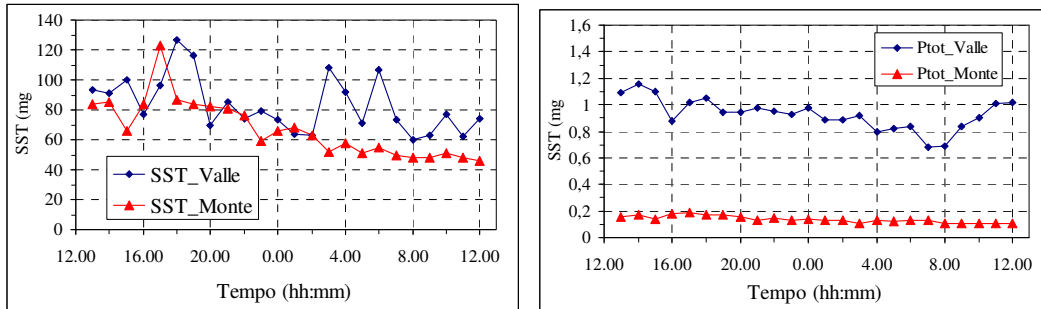 140
120
100
80
60
40
20
0
SST (mg
SST_Valle
SST_Monte
12.00 16.00 20.00 0.00 4.00 8.00 12.00
Tempo (hh:mm)
1,6
1,4
1,2
1
0,8
0,6
0,4
0,2
0
SST (mg
Ptot_Valle
Ptot_Monte
12.00 16.00 20.00 0.00 4.00 8.00 12.00
Tempo (hh:mm)